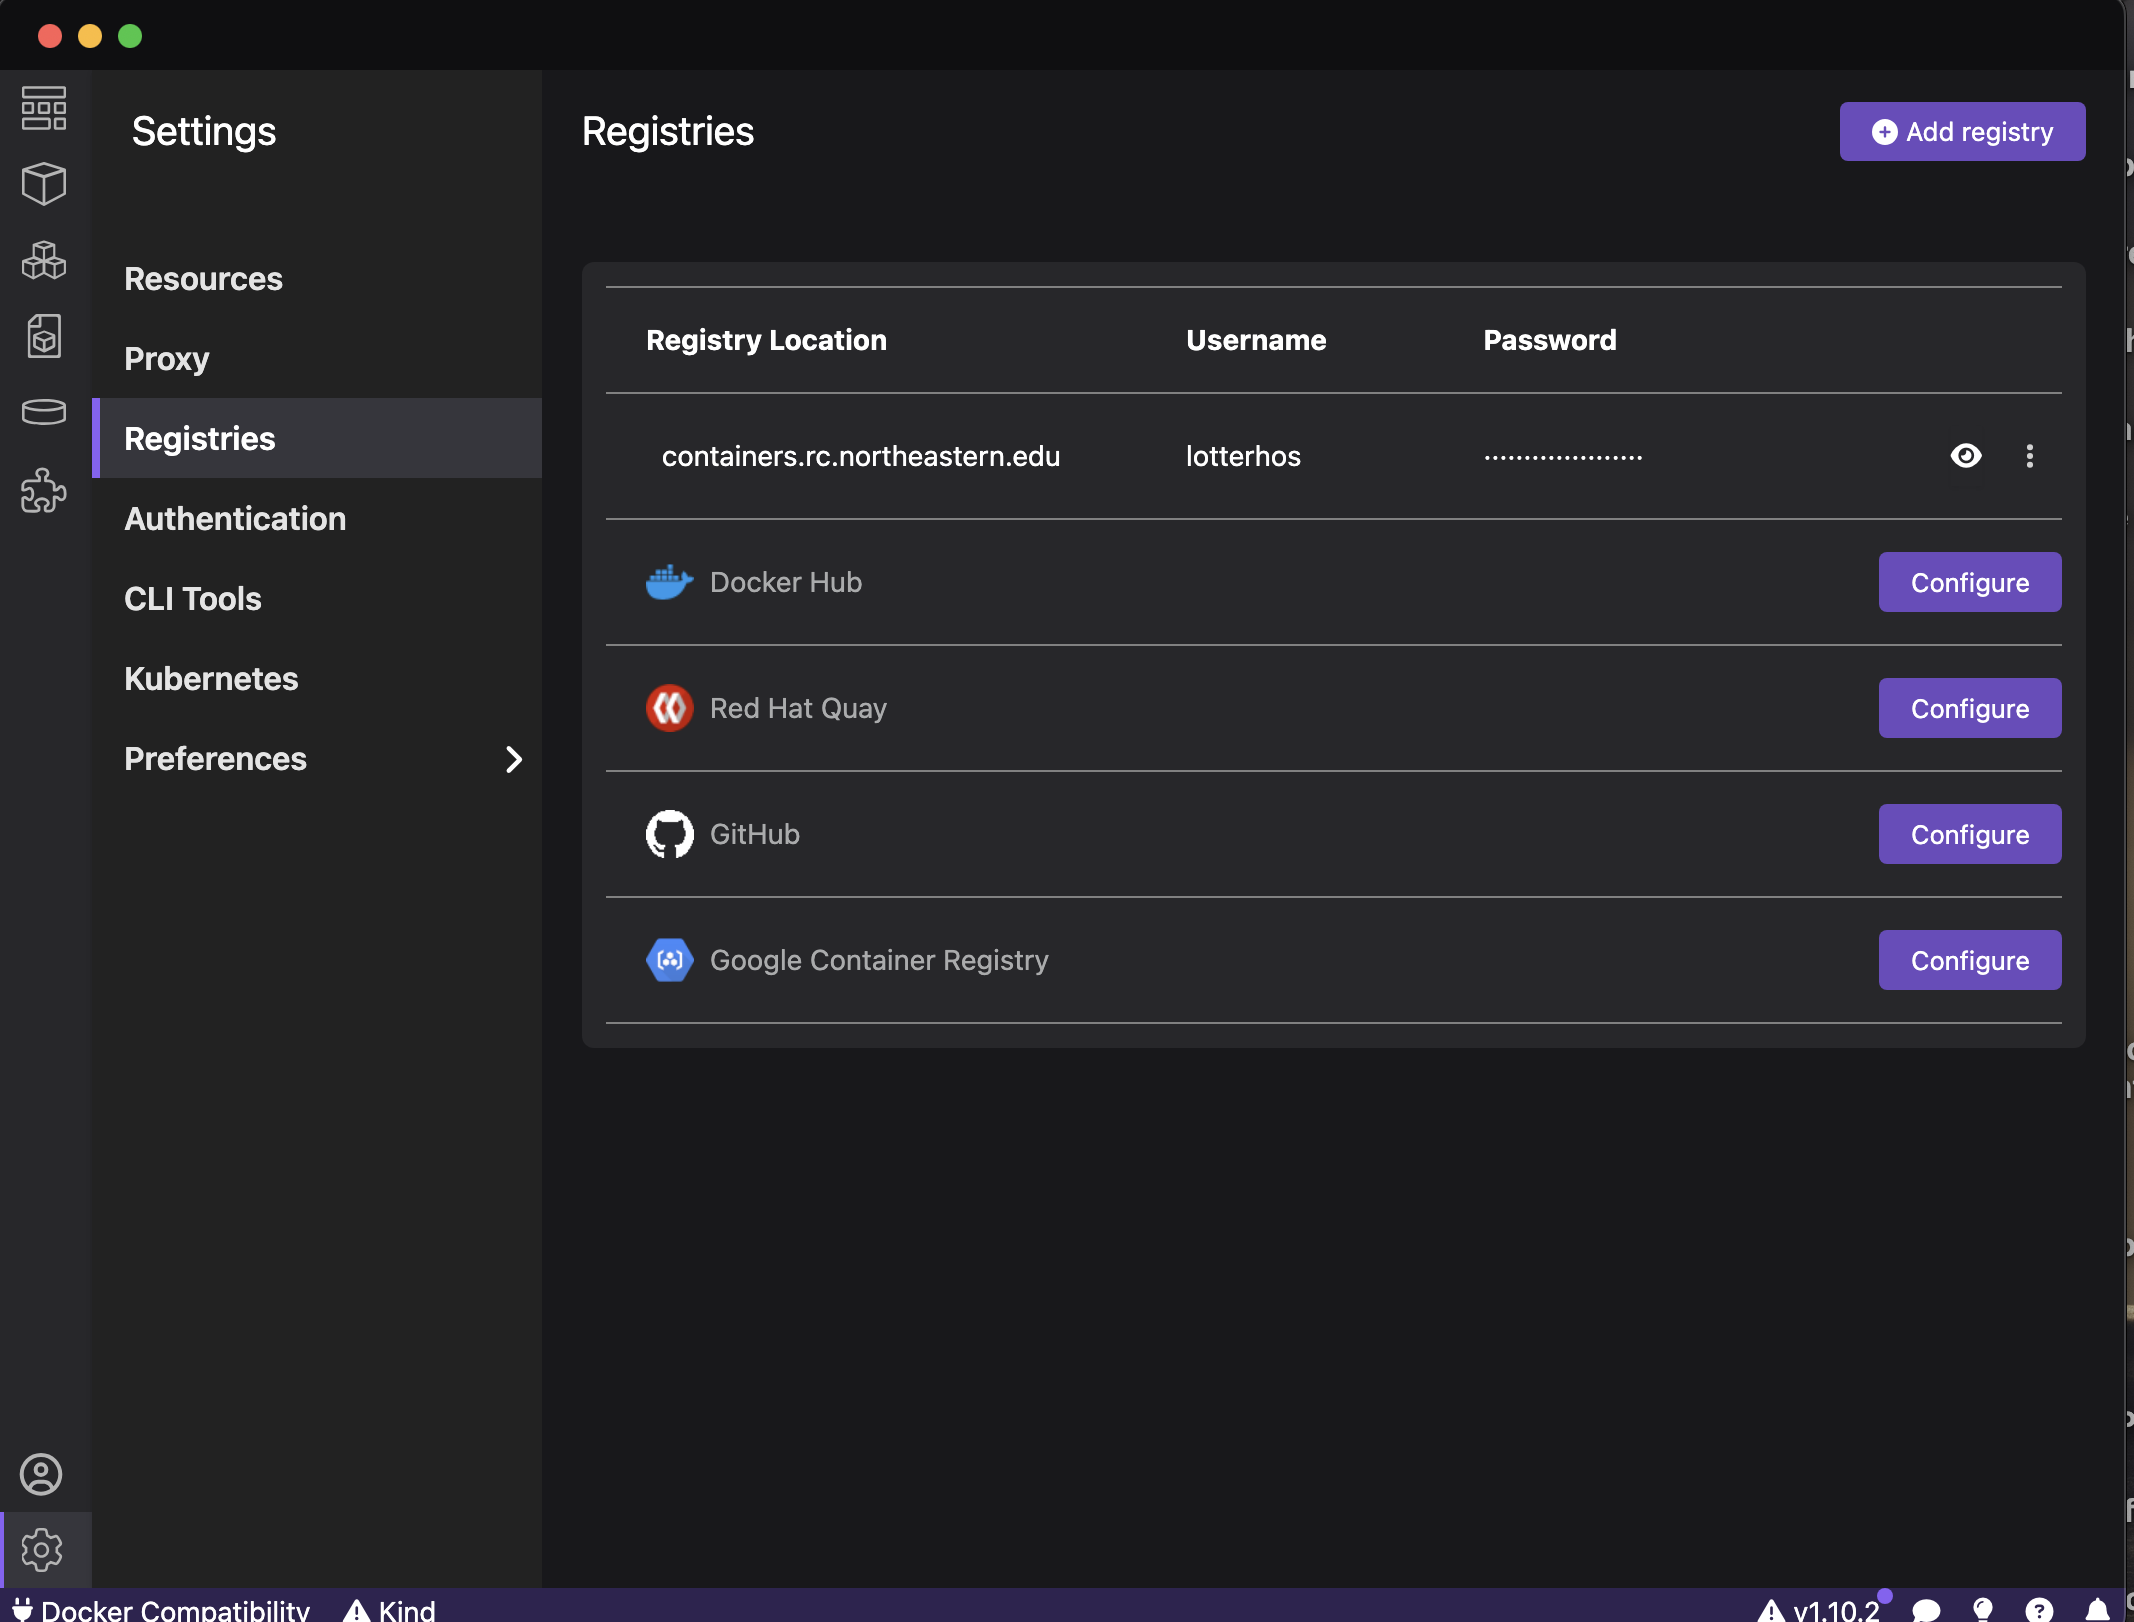 Settings
Resources
Proxy
Registries
Authentication
CLI Tools
Kubernetes
Preferences
Registries
Add registry
Registry Location Username Password
containers.rc.northeastern.edu lotterhos ····················
Docker Hub Configure
Red Hat Quay Configure
GitHub Configure
Google Container Registry Configure
Docker Compatibility Kind v1.10.2